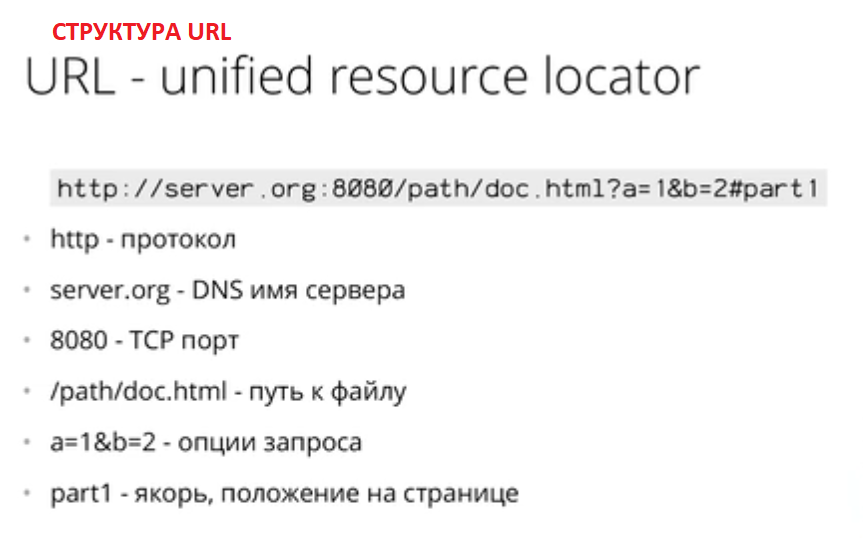 СТРУКТУРА URL
URL - unified resource locator
http://server.org:8080/path/doc.html?a=1&b=2#part1
• http - протокол
• server.org - DNS имя сервера
• 8080 - TCP порт
• /path/doc.html - путь к файлу
• a=1&b=2 - опции запроса
• part1 - якорь, положение на странице